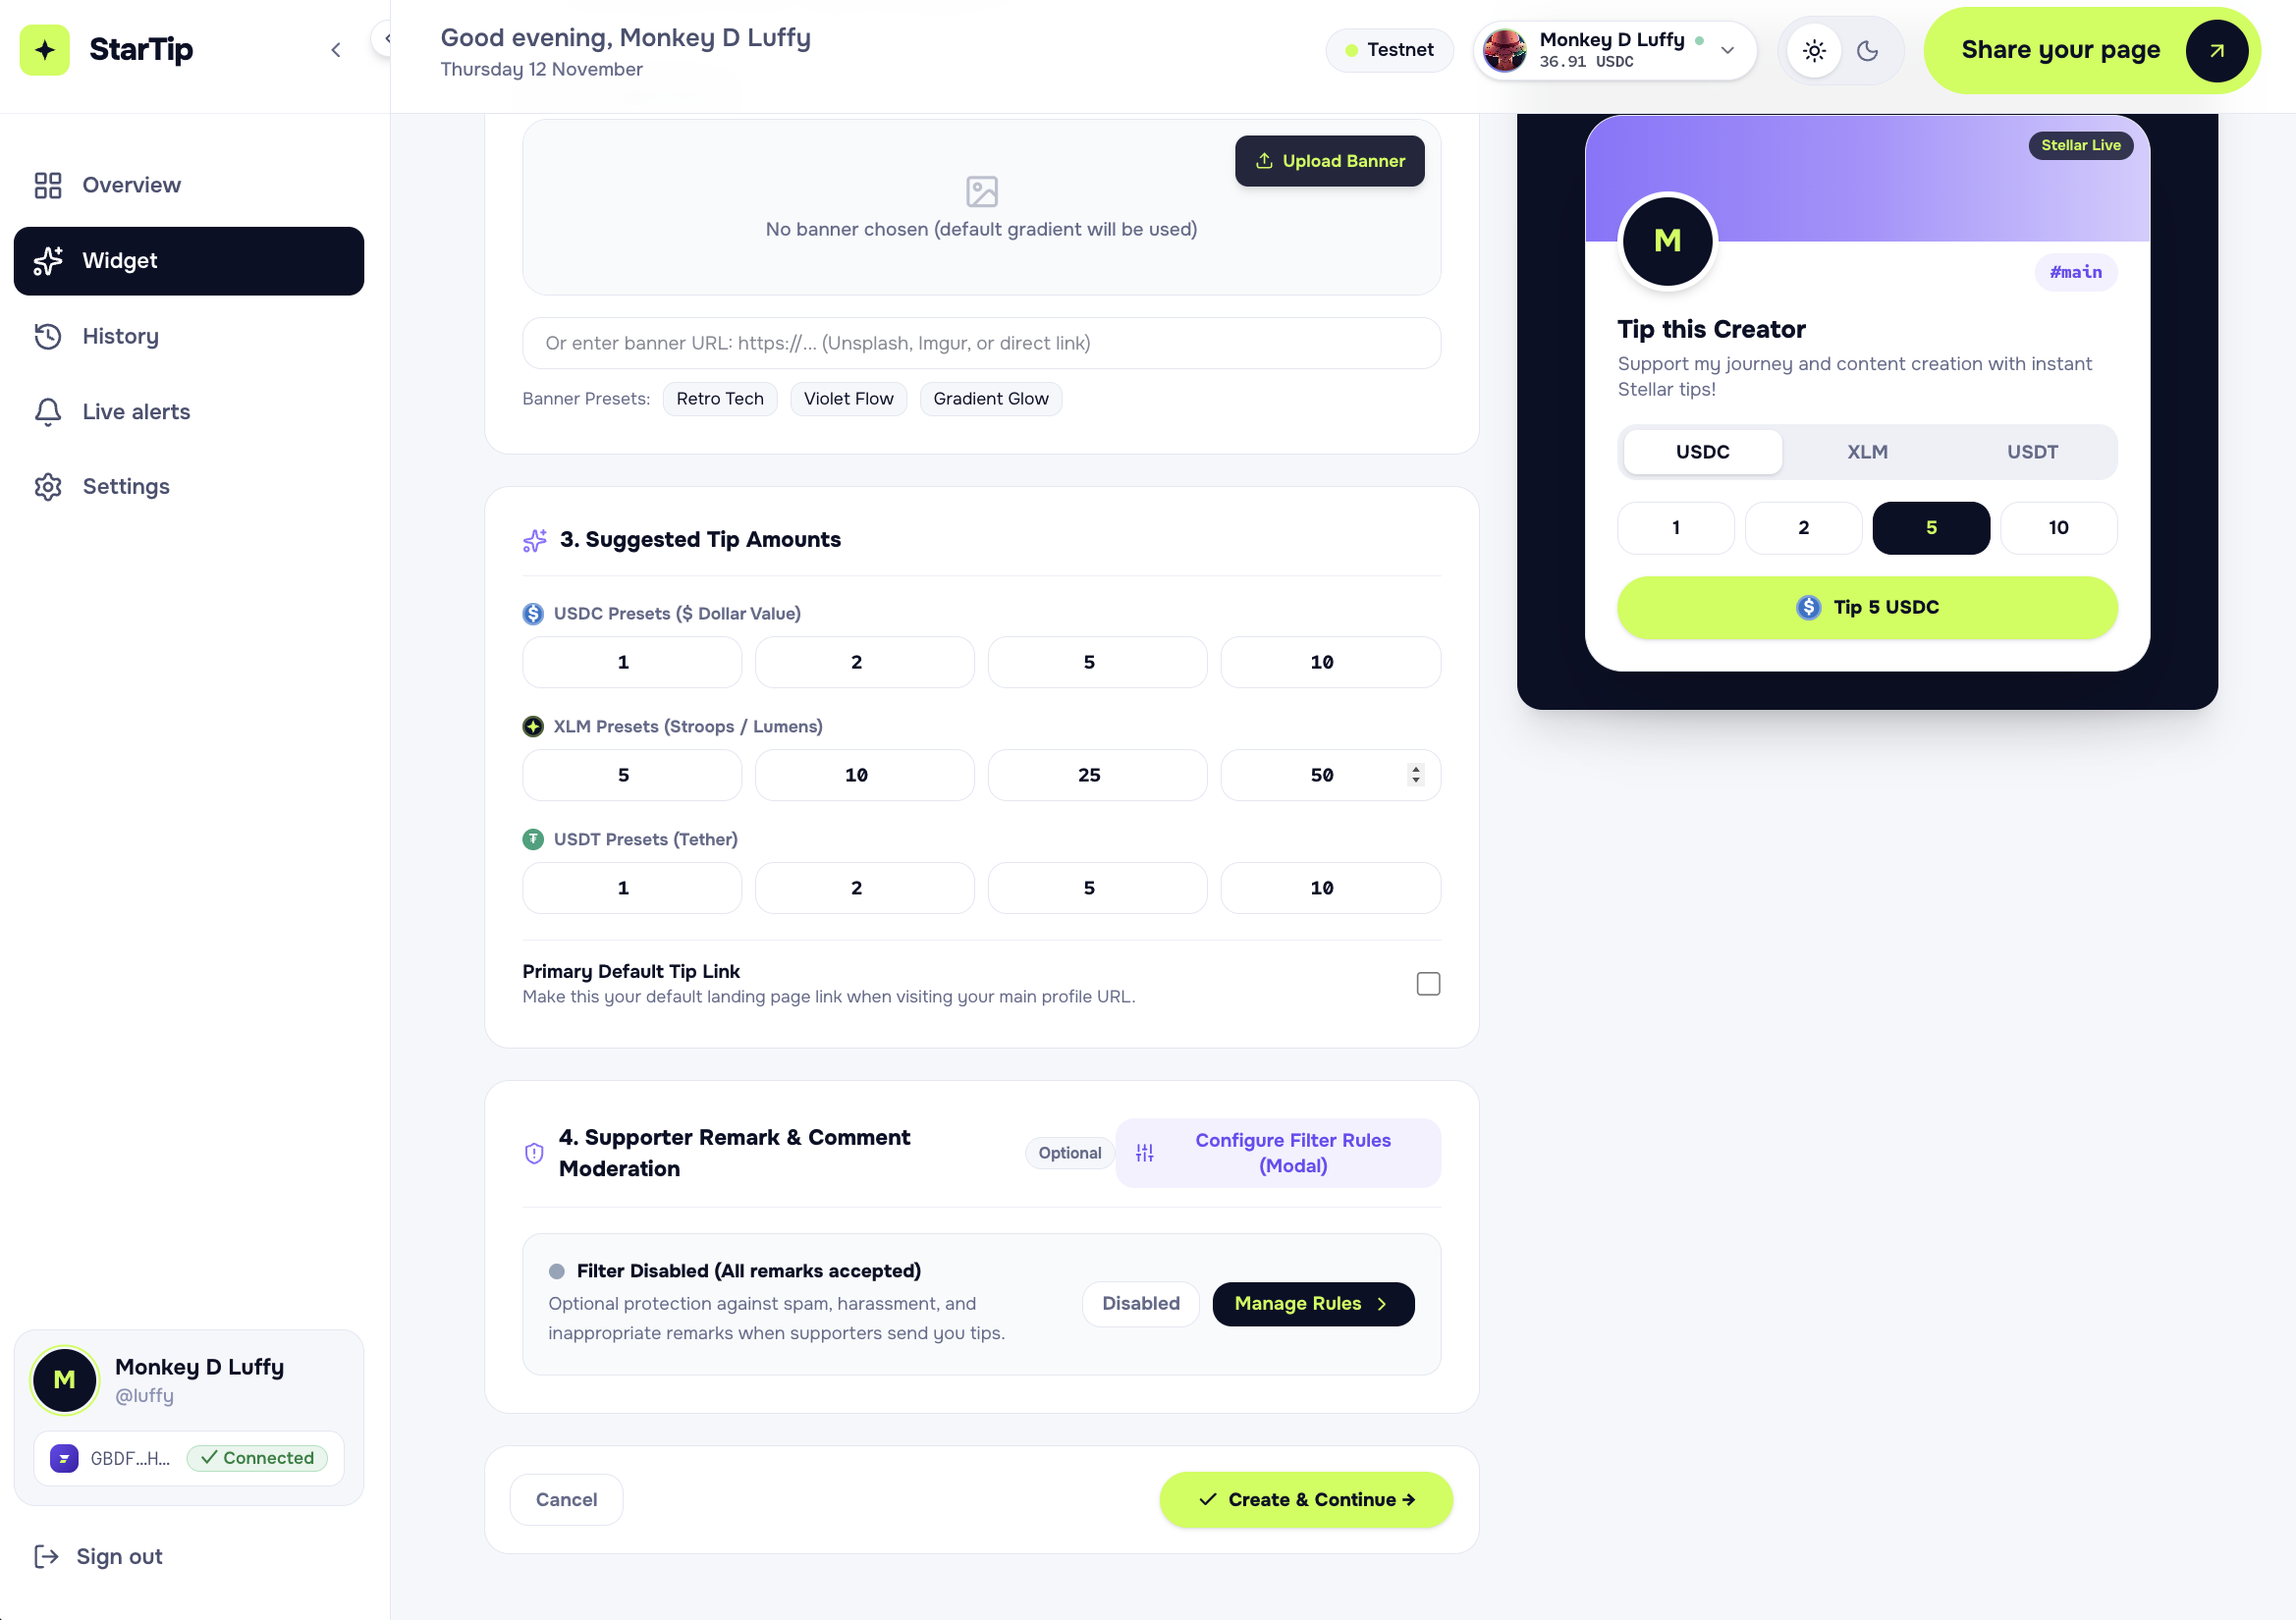 StarTip
Good evening, Monkey D Luffy
Thursday 12 November
Testnet
Monkey D Luffy
36.91 USDC
Share your page
Overview
Widget
History
Live alerts
Settings
Monkey D Luffy
@luffy
M
GBDF...H...
Connected
Sign out
Upload Banner
No banner chosen (default gradient will be used)
Or enter banner URL: https://... (Unsplash, Imgur, or direct link)
Banner Presets:
Retro Tech
Violet Flow
Gradient Glow
3. Suggested Tip Amounts
USDC Presets ($ Dollar Value)
1 2 5 10
XLM Presets (Stroops / Lumens)
5 10 25 50
USDT Presets (Tether)
1 2 5 10
Primary Default Tip Link
Make this your default landing page link when visiting your main profile URL.
4. Supporter Remark & Comment
Moderation
Optional
Configure Filter Rules
(Modal)
Filter Disabled (All remarks accepted)
Optional protection against spam, harassment, and
inappropriate remarks when supporters send you tips.
Disabled
Manage Rules
Cancel
Create & Continue →
Stellar Live
M
#main
Tip this Creator
Support my journey and content creation with instant
Stellar tips!
USDC XLM USDT
1 2 5 10
Tip 5 USDC